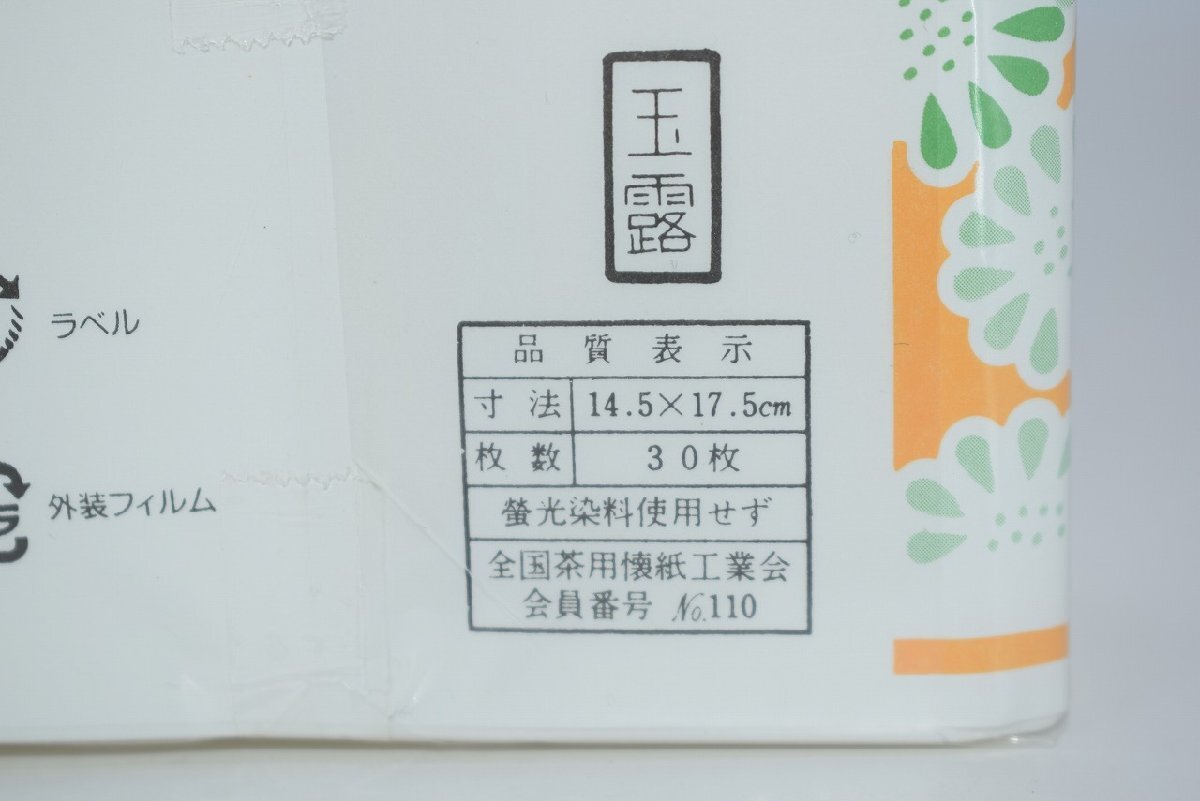 玉露
ラベル
外装フィルム
品質表示
寸法 14.5×17.5cm
枚数 30枚
螢光染料使用せず
全国茶用懐紙工業会
会員番号 No.110